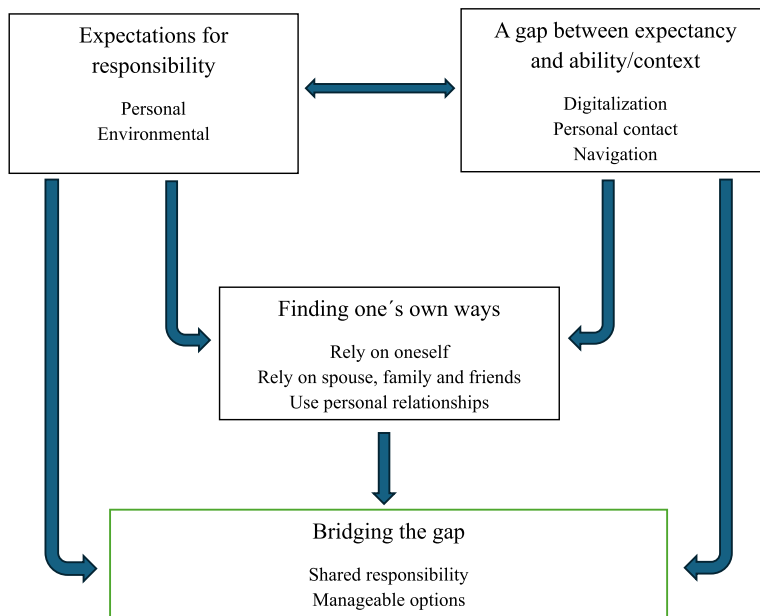 Expectations for
responsibility
Personal
Environmental
A gap between expectancy
and ability/context
Digitalization
Personal contact
Navigation
Finding one´s own ways
Rely on oneself
Rely on spouse, family and friends
Use personal relationships
Bridging the gap
Shared responsibility
Manageable options